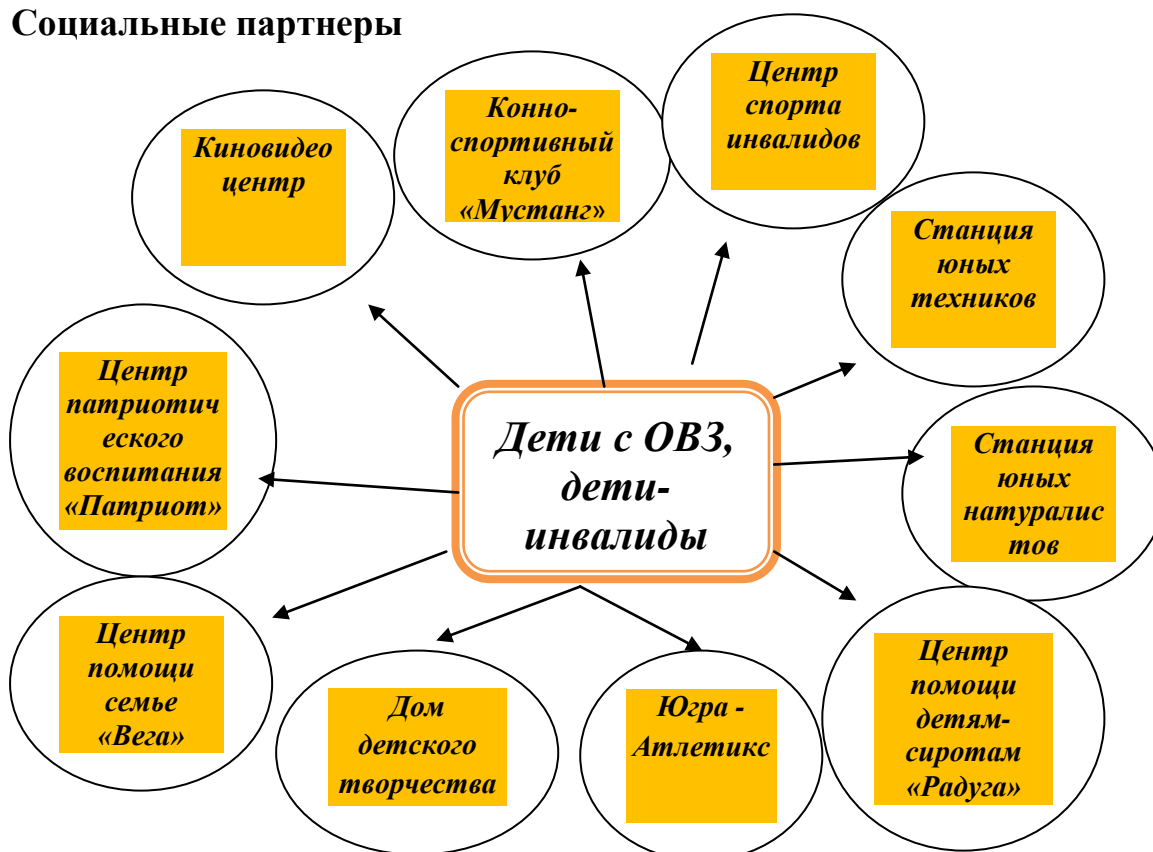 Социальные партнеры
Киновидео
центр
Конно-
спортивный
клуб
«Мустанг»
Центр
спорта
инвалидов
Станция
юных
техников
Центр
патриотич
еского
воспитания
«Патриот»
Дети с ОВЗ,
дети-
инвалиды
Станция
юных
натуралис
тов
Центр
помощи
семье
«Вега»
Дом
детского
творчества
Югра -
Атлетикс
Центр
помощи
детям-
сиротам
«Радуга»